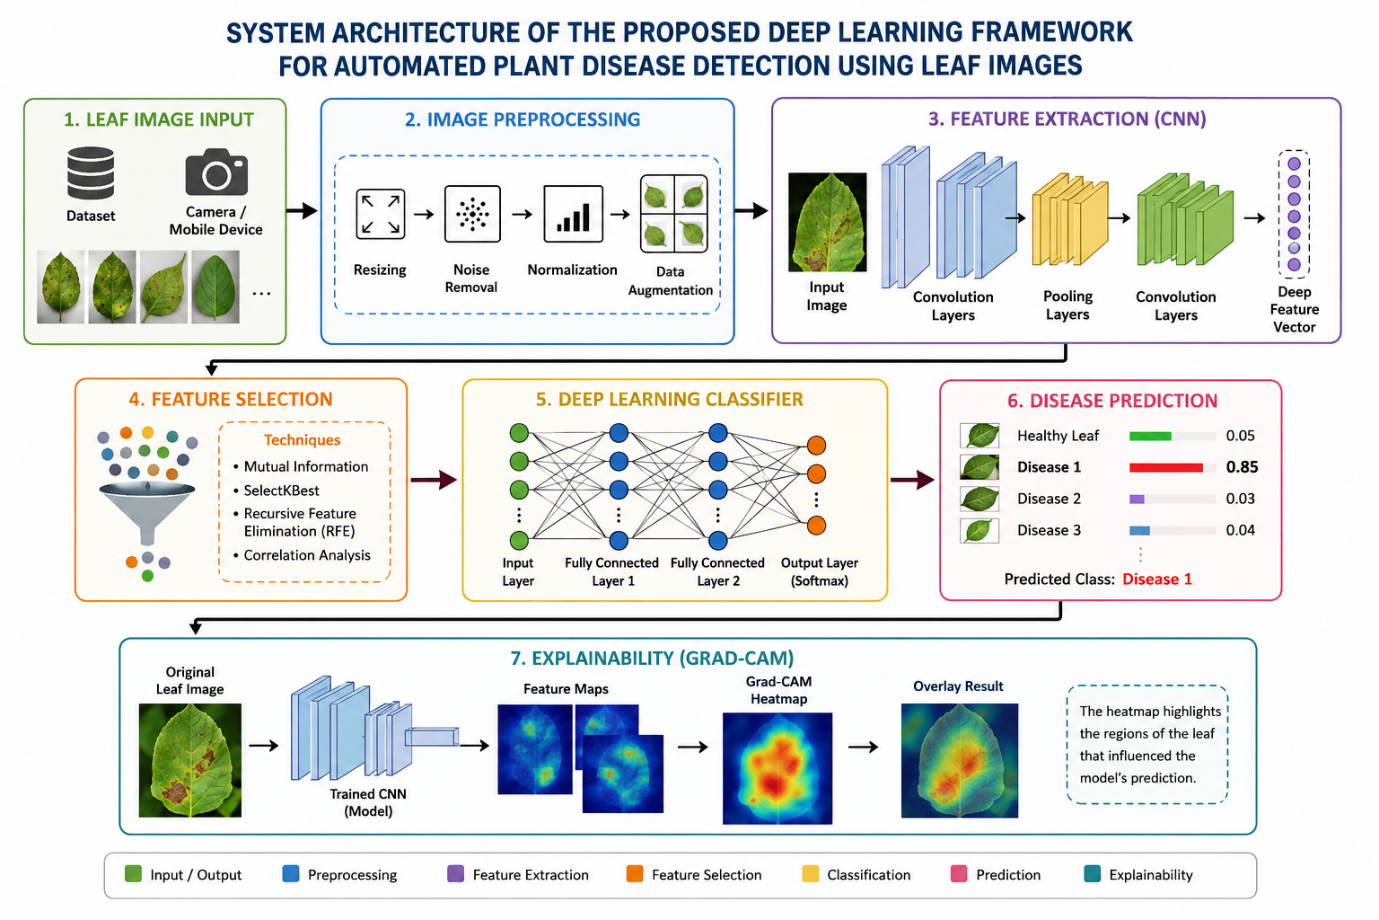 SYSTEM ARCHITECTURE OF THE PROPOSED DEEP LEARNING FRAMEWORK
FOR AUTOMATED PLANT DISEASE DETECTION USING LEAF IMAGES
1. LEAF IMAGE INPUT
Dataset
Camera /
Mobile Device
...
2. IMAGE PREPROCESSING
Resizing
Noise
Removal
Normalization
Data
Augmentation
3. FEATURE EXTRACTION (CNN)
Input
Image
Convolution
Layers
Pooling
Layers
Convolution
Layers
Deep
Feature
Vector
4. FEATURE SELECTION
Techniques
• Mutual Information
• SelectKBest
• Recursive Feature
Elimination (RFE)
• Correlation Analysis
5. DEEP LEARNING CLASSIFIER
Input
Layer
Fully Connected
Layer 1
Fully Connected
Layer 2
Output Layer
(Softmax)
6. DISEASE PREDICTION
Healthy Leaf 0.05
Disease 1 0.85
Disease 2 0.03
Disease 3 0.04
Predicted Class: Disease 1
7. EXPLAINABILITY (GRAD-CAM)
Original
Leaf Image
Trained CNN
(Model)
Feature Maps
Grad-CAM
Heatmap
Overlay Result
The heatmap highlights
the regions of the leaf
that influenced the
model's prediction.
Input / Output
Preprocessing
Feature Extraction
Feature Selection
Classification
Prediction
Explainability